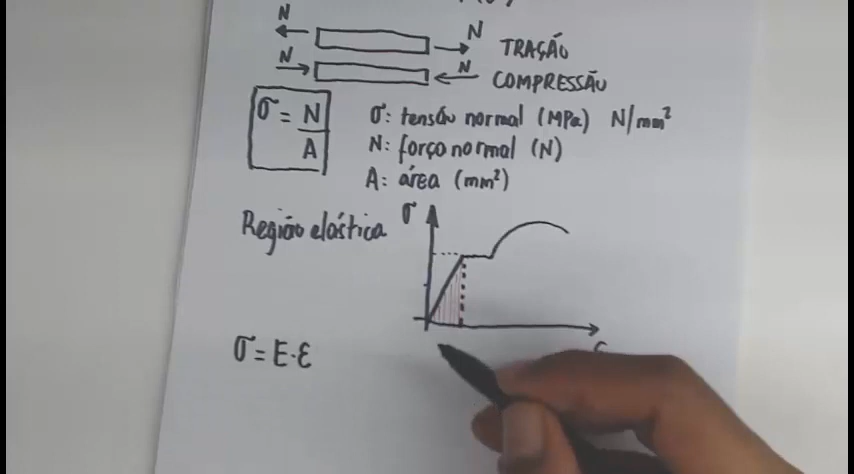 N
N
TRAÇÃO
N
N
COMPRESSÃO
σ = N/A
σ: tensão normal (MPa) N/mm²
N: força normal (N)
A: área (mm²)
Região elástica
σ
σ = E·ε